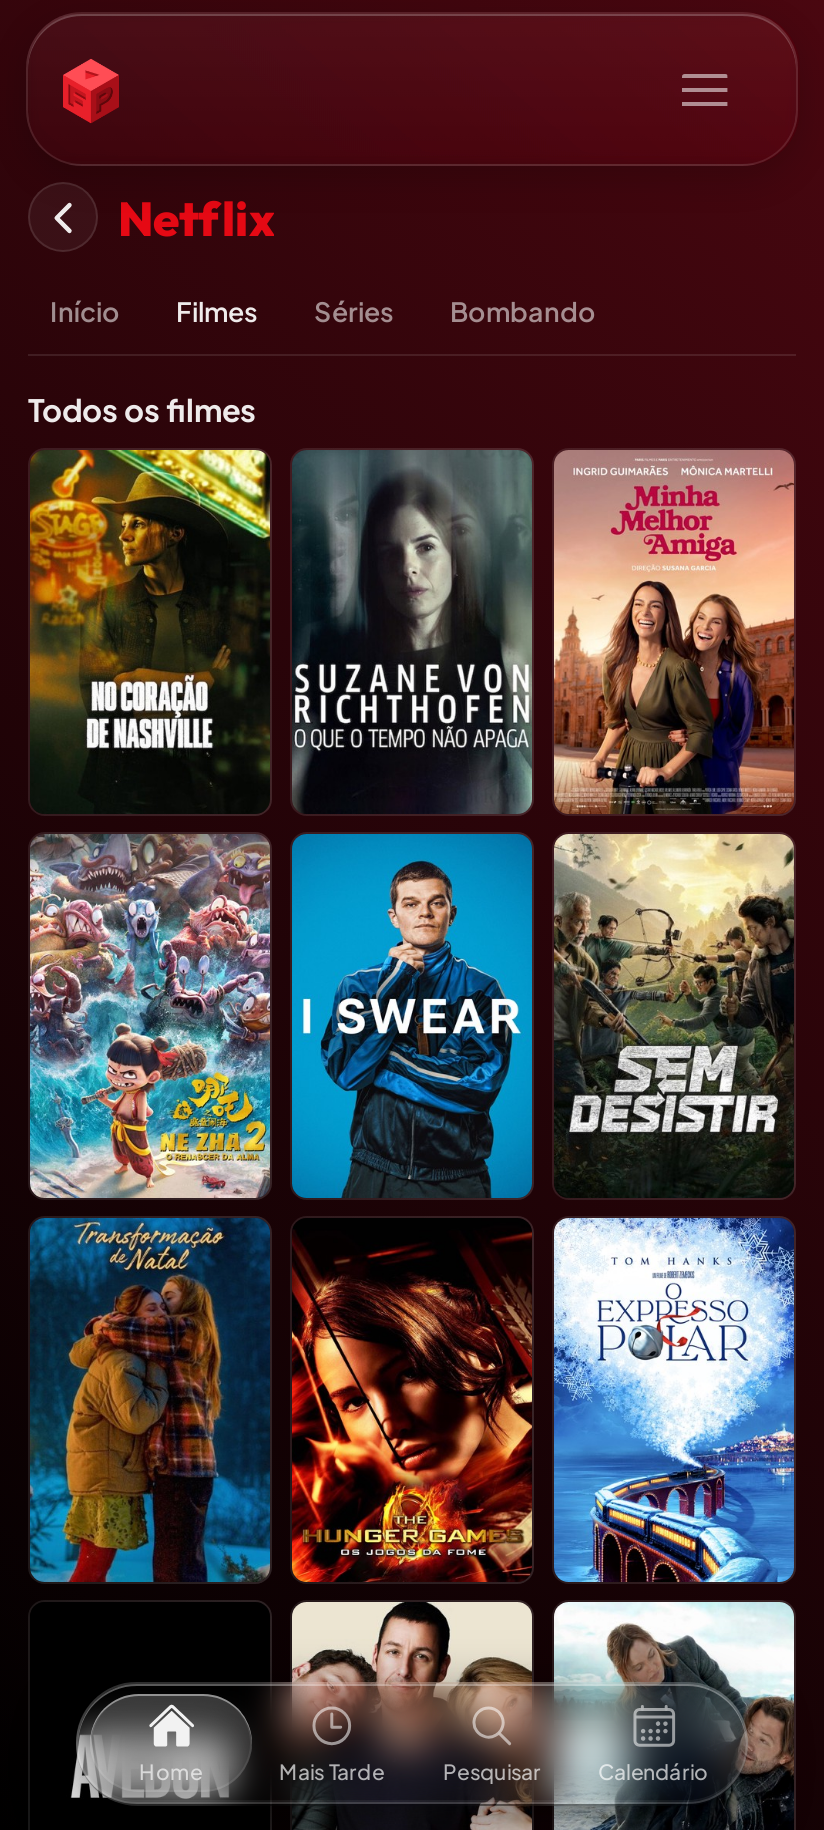 Netflix
Início
Filmes
Séries
Bombando
Todos os filmes
STAGE
NO CORAÇÃO
DE NASHVILLE
SUZANE VON
RICHTHOFEN
O QUE O TEMPO NÃO APAGA
INGRID GUIMARÃES MÔNICA MARTELLI
Minha
Melhor
Amiga
DIREÇÃO SUSANA GARCIA
哪吒
NE ZHA 2
O RENASCER DA ALMA
I SWEAR
SEM
DESISTIR
Transformação
de Natal
THE
HUNGER GAMES
OS JOGOS DA FOME
TOM HANKS
O
EXPRESSO
POLAR
Home
Mais Tarde
Pesquisar
Calendário